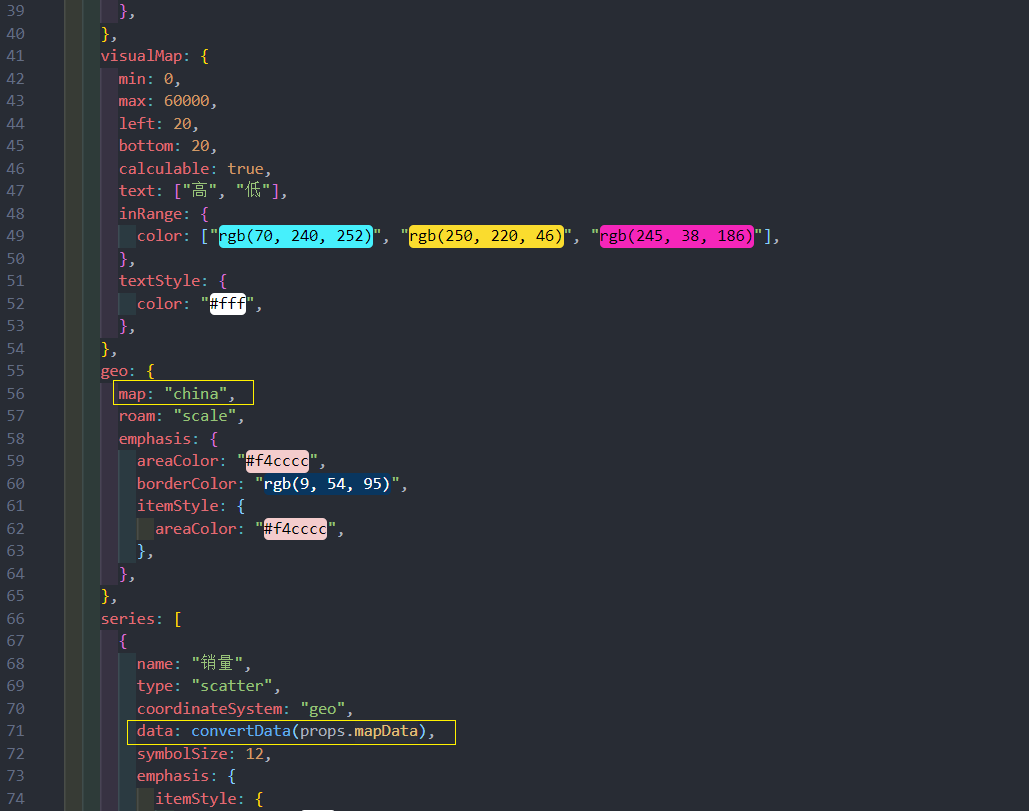 39 },
40 },
41 visualMap: {
42 min: 0,
43 max: 60000,
44 left: 20,
45 bottom: 20,
46 calculable: true,
47 text: ["高", "低"],
48 inRange: {
49 color: ["rgb(70, 240, 252)", "rgb(250, 220, 46)", "rgb(245, 38, 186)"],
50 },
51 textStyle: {
52 color: "#fff",
53 },
54 },
55 geo: {
56 map: "china",
57 roam: "scale",
58 emphasis: {
59 areaColor: "#f4cccc",
60 borderColor: "rgb(9, 54, 95)",
61 itemStyle: {
62 areaColor: "#f4cccc",
63 },
64 },
65 },
66 series: [
67 {
68 name: "销量",
69 type: "scatter",
70 coordinateSystem: "geo",
71 data: convertData(props.mapData),
72 symbolSize: 12,
73 emphasis: {
74 itemStyle: {